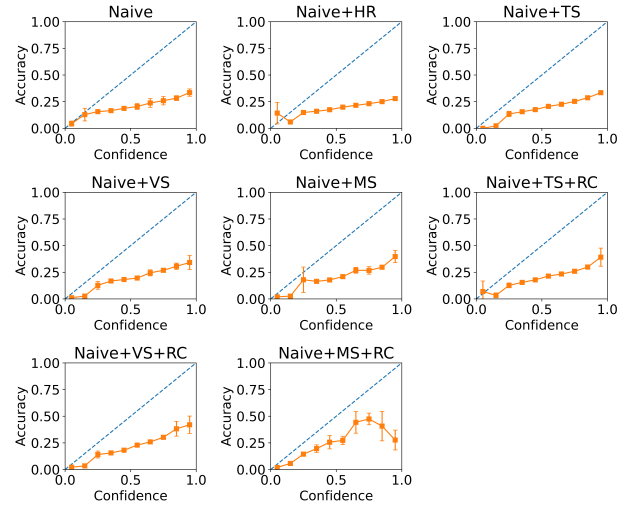 Naive
Naive+HR
Naive+TS
1.00
0.75
0.50
0.25
0.00
Accuracy
0.0
0.5
1.0
Confidence
1.00
0.75
0.50
0.25
0.00
Accuracy
0.0
0.5
1.0
Confidence
1.00
0.75
0.50
0.25
0.00
Accuracy
0.0
0.5
1.0
Confidence
Naive+VS
Naive+MS
Naive+TS+RC
1.00
0.75
0.50
0.25
0.00
Accuracy
0.0
0.5
1.0
Confidence
1.00
0.75
0.50
0.25
0.00
Accuracy
0.0
0.5
1.0
Confidence
1.00
0.75
0.50
0.25
0.00
Accuracy
0.0
0.5
1.0
Confidence
Naive+VS+RC
Naive+MS+RC
1.00
0.75
0.50
0.25
0.00
Accuracy
0.0
0.5
1.0
Confidence
1.00
0.75
0.50
0.25
0.00
Accuracy
0.0
0.5
1.0
Confidence